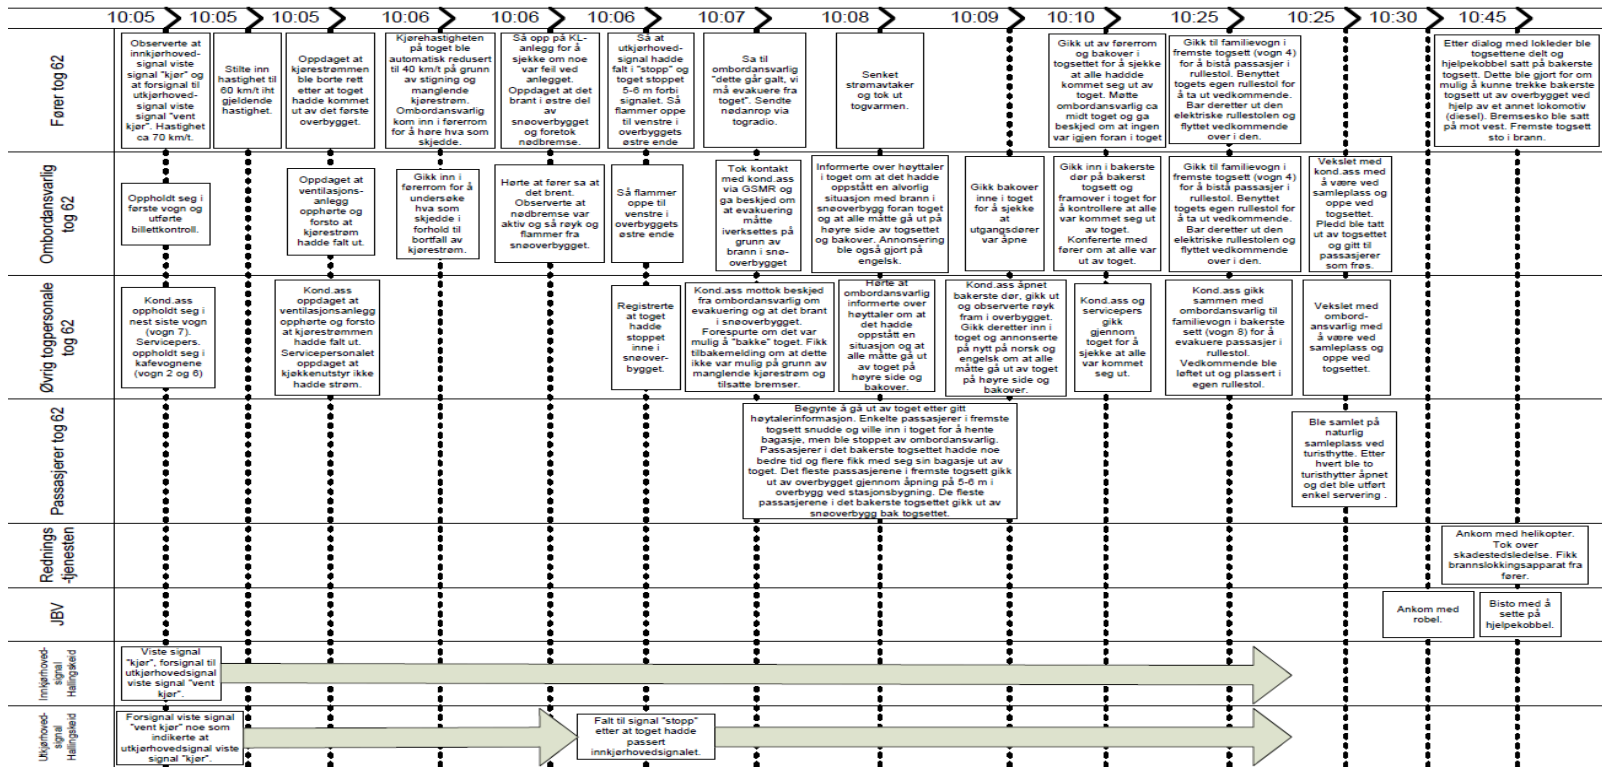 10:05 10:05 10:05 10:06 10:06 10:06 10:07 10:08 10:09 10:10 10:25 10:25 10:30 10:45
Fører tog 62
Observerte at
innkjørhoved-
signal viste
signal "kjør" og
at forsignal til
utkjørhoved-
signal viste
signal "vent
kjør". Hastighet
ca 70 km/t.
Stilte inn
hastighet til
60 km/t iht
gjeldende
hastighet.
Oppdaget at
kjørestrømmen
ble borte rett
etter at toget
hadde kommet
ut av det første
overbygget.
Kjørehastigheten
på toget ble
automatisk redusert
til 40 km/t på grunn
av stigning og
manglende
kjørestrøm.
Ombordansvarlig
kom inn i førerrom
for å høre hva som
skjedde.
Så opp på KL-
anlegg for å
sjekke om noe
var feil ved
anlegget.
Oppdaget at det
brant i østre del
av
snøoverbygget
og foretok
nødbremse.
Så at
utkjørhoved-
signal hadde
falt i "stopp" og
toget stoppet
5-6 m forbi
signalet. Så
flammer oppe
til venstre i
overbyggets
østre ende
Sa til
ombordansvarlig
"dette går galt, vi
må evakuere fra
toget". Sendte
nødanrop via
togradio.
Senket
strømavtaker
og tok ut
togvarmen.
Gikk ut av førerrom
og bakover i
togsettet for å sjekke
at alle haddde
kommet seg ut av
toget. Møtte
ombordansvarlig ca
midt toget og ga
beskjed om at ingen
var igjen foran i toget
Gikk til familievogn i
fremste togsett (vogn 4)
for å bistå passasjer i
rullestol. Benyttet
togets egen rullestol for
å ta ut vedkommende.
Bar deretter ut den
elektriske rullestolen og
flyttet vedkommende
over i den.
Etter dialog med lokleder ble
togsettene delt og
hjelpekobbel satt på bakerste
togsett. Dette ble gjort for om
mulig å kunne trekke bakerste
togsett ut av overbygget ved
hjelp av et annet lokomotiv
(diesel). Bremsesko ble satt
på mot vest. Fremste togsett
sto i brann.
Ombordansvarlig
tog 62
Oppholdt seg i
første vogn og
utførte
billettkontroll.
Oppdaget at
ventilasjons-
anlegg
opphørte og
forsto at
kjørestrøm
hadde falt ut.
Gikk inn i
førerrom for å
undersøke
hva som
skjedde i
forhold til
bortfall av
kjørestrøm.
Hørte at fører sa at
det brent.
Observerte at
nødbremse var
aktiv og så røyk og
flammer fra
snøoverbygget.
Så flammer
oppe til
venstre i
overbyggets
østre ende
Tok kontakt
med kond.ass
via GSMR og
ga beskjed om
at evakuering
måtte
iverksettes på
grunn av
brann i snø-
overbygget
Informerte over høyttaler
i toget om at det hadde
oppstått en alvorlig
situasjon med brann i
snøoverbygg foran toget
og at alle måtte gå ut på
høyre side av togsettet
og bakover. Annonsering
ble også gjort på
engelsk.
Gikk bakover
inne i toget
for å sjekke
at
utgangsdører
var åpne
Gikk inn i bakerste
dør på bakerst
togsett og
framover i toget for
å kontrollere at alle
var kommet seg ut
av toget.
Konfererte med
fører om at alle var
ut av toget.
Gikk til familievogn i
fremste togsett (vogn 4)
for å bistå passasjer i
rullestol. Benyttet
togets egen rullestol for
å ta ut vedkommende.
Bar deretter ut den
elektriske rullestolen og
flyttet vedkommende
over i den.
Vekslet med
kond.ass med
å være ved
samleplass og
oppe ved
togsettet.
Pledd ble tatt
ut av togsettet
og gitt til
passasjerer
som frøs.
Øvrig togpersonale
tog 62
Kond.ass
oppholdt seg i
nest siste vogn
(vogn 7).
Servicepers.
oppholdt seg i
kafevognene
(vogn 2 og 6)
Kond.ass
oppdaget at
ventilasjonsanlegg
opphørte og forsto
at kjørestrømmen
hadde falt ut.
Servicepersonalet
oppdaget at
kjøkkenutstyr ikke
hadde strøm.
Registrerte
at toget
hadde
stoppet
inne i
snøover-
bygget.
Kond.ass mottok beskjed
fra ombordansvarlig om
evakuering og at det brant
i snøoverbygget.
Forespurte om det var
mulig å "bakke" toget. Fikk
tilbakemelding om at dette
ikke var mulig på grunn av
manglende kjørestrøm og
tilsatte bremser.
Hørte at
ombordansvarlig
informerte over
høyttaler om at
det hadde
oppstått en
situasjon og at
alle måtte gå ut
av toget på
høyre side og
bakover.
Kond.ass åpnet
bakerste dør, gikk ut
og observerte røyk
fram i overbygget.
Gikk deretter inn i
toget og annonserte
på nytt på norsk og
engelsk om at alle
måtte gå ut av toget
på høyre side og
bakover.
Kond.ass og
servicepers
gikk
gjennom
toget for å
sjekke at alle
var kommet
seg ut.
Kond.ass gikk
sammen med
ombordansvarlig til
familievogn i bakerste
sett (vogn 8) for å
evakuere passasjer i
rullestol.
Vedkommende ble
løftet ut og plassert i
egen rullestol.
Vekslet med
ombord-
ansvarlig med
å være ved
samleplass og
oppe ved
togsettet.
Passasjerer tog 62
Begynte å gå ut av toget etter gitt
høytalerinformasjon. Enkelte passasjerer i fremste
togsett snudde og ville inn i toget for å hente
bagasje, men ble stoppet av ombordansvarlig.
Passasjerer i det bakerste togsettet hadde noe
bedre tid og flere fikk med seg sin bagasje ut av
toget. Det fleste passasjerene i fremste togsett gikk
ut av overbygget gjennom åpning på 5-6 m i
overbygg ved stasjonsbygning. De fleste
passasjerene i det bakerste togsettet gikk ut av
snøoverbygg bak togsettet.
Ble samlet på
naturlig
samleplass ved
turisthytte. Etter
hvert ble to
turisthytter åpnet
og det ble utført
enkel servering .
Rednings
-tjenesten
Ankom med helikopter.
Tok over
skadestedsledelse. Fikk
brannslokkingsapparat fra
fører.
JBV
Ankom med
robel.
Bisto med å
sette på
hjelpekobbel.
Innkjørhoved-
signal
Hallingskeid
Viste signal
"kjør", forsignal til
utkjørhovedsignal
viste signal "vent
kjør".
Utkjørhoved-
signal
Hallingskeid
Forsignal viste signal
"vent kjør" noe som
indikerte at
utkjørhovedsignal viste
signal "kjør".
Falt til signal "stopp"
etter at toget hadde
passert
innkjørhovedsignalet.